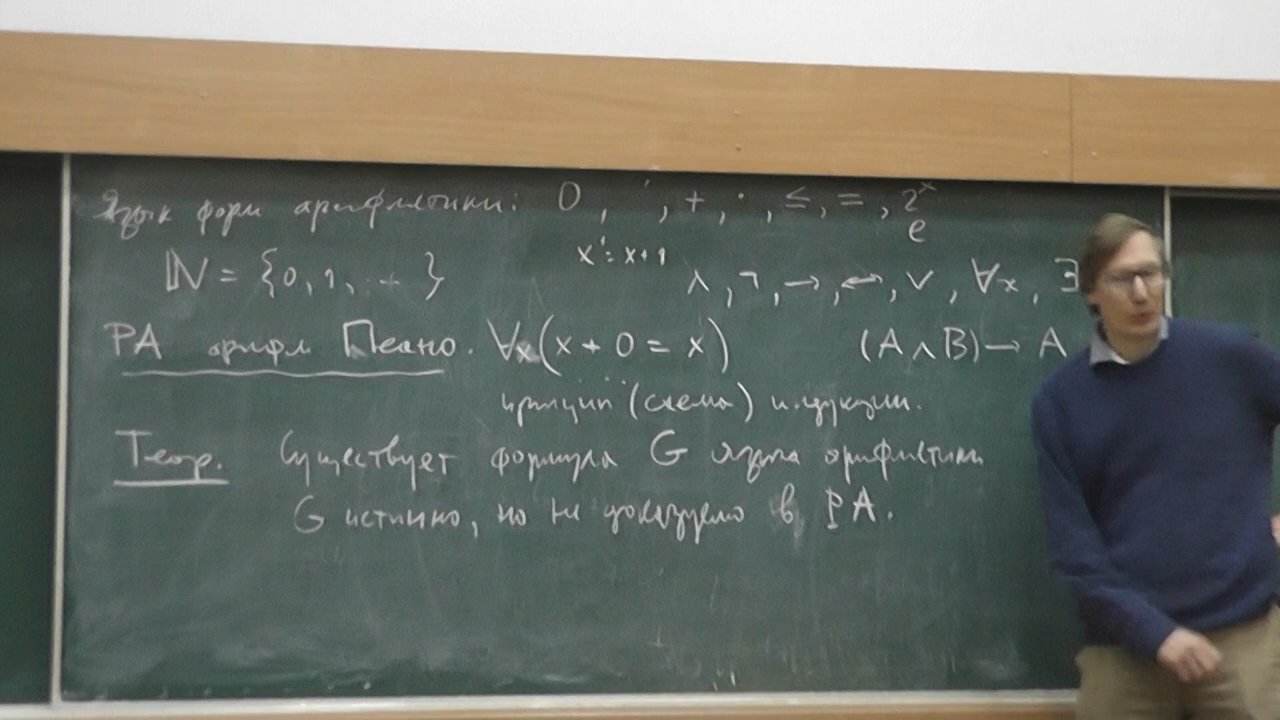 Язык форм арифметики: 0, ′, +, ·, ≤, =, 2ˣ
e
x′ = x+1
ℕ = {0, 1, ... }
∧, ¬, →, ↔, ∨, ∀x, ∃
PA арифм Пеано. ∀x(x + 0 = x) (A ∧ B) → A
принцип (схема) индукции.
Теор. Существует формула G языка арифметики
G истинно, но не доказуемо в PA.